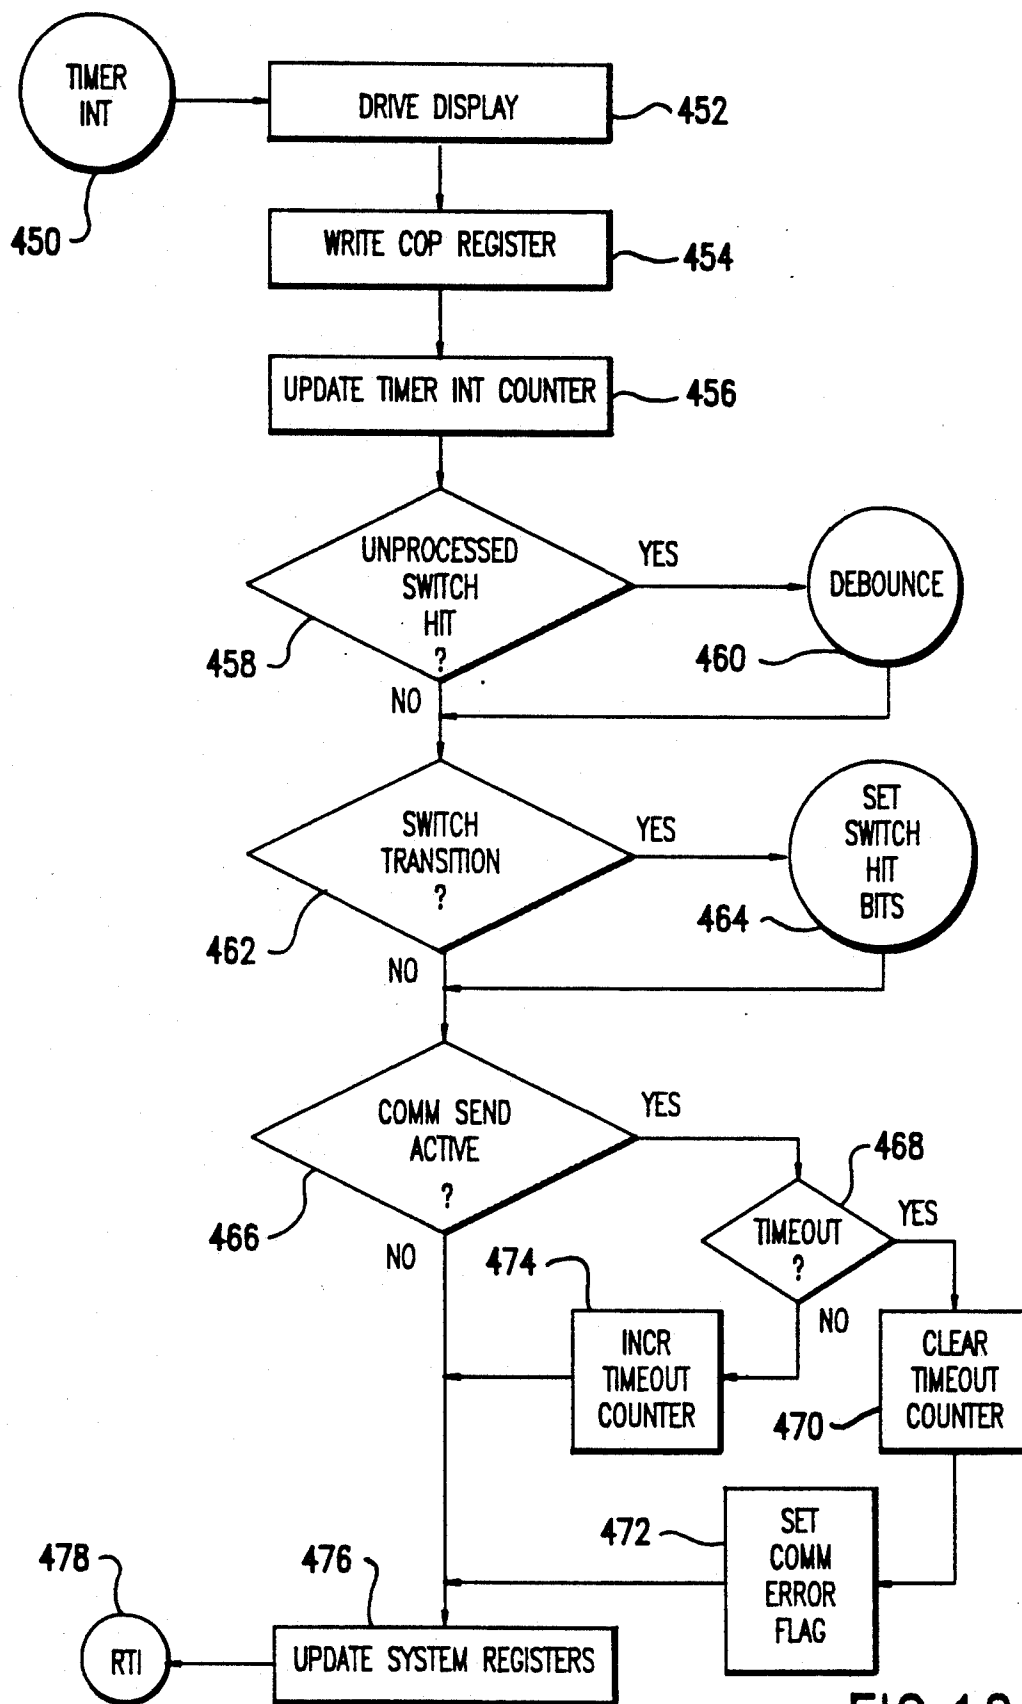 TIMER
INT
DRIVE DISPLAY
452
450
WRITE COP REGISTER
454
UPDATE TIMER INT COUNTER
456
UNPROCESSED
SWITCH
HIT
?
YES
DEBOUNCE
458
460
NO
SWITCH
TRANSITION
?
YES
SET
SWITCH
HIT
BITS
462
464
NO
COMM SEND
ACTIVE
?
YES
468
466
NO
TIMEOUT
?
YES
NO
474
INCR
TIMEOUT
COUNTER
CLEAR
TIMEOUT
COUNTER
470
472
SET
COMM
ERROR
FLAG
478
476
RTI
UPDATE SYSTEM REGISTERS